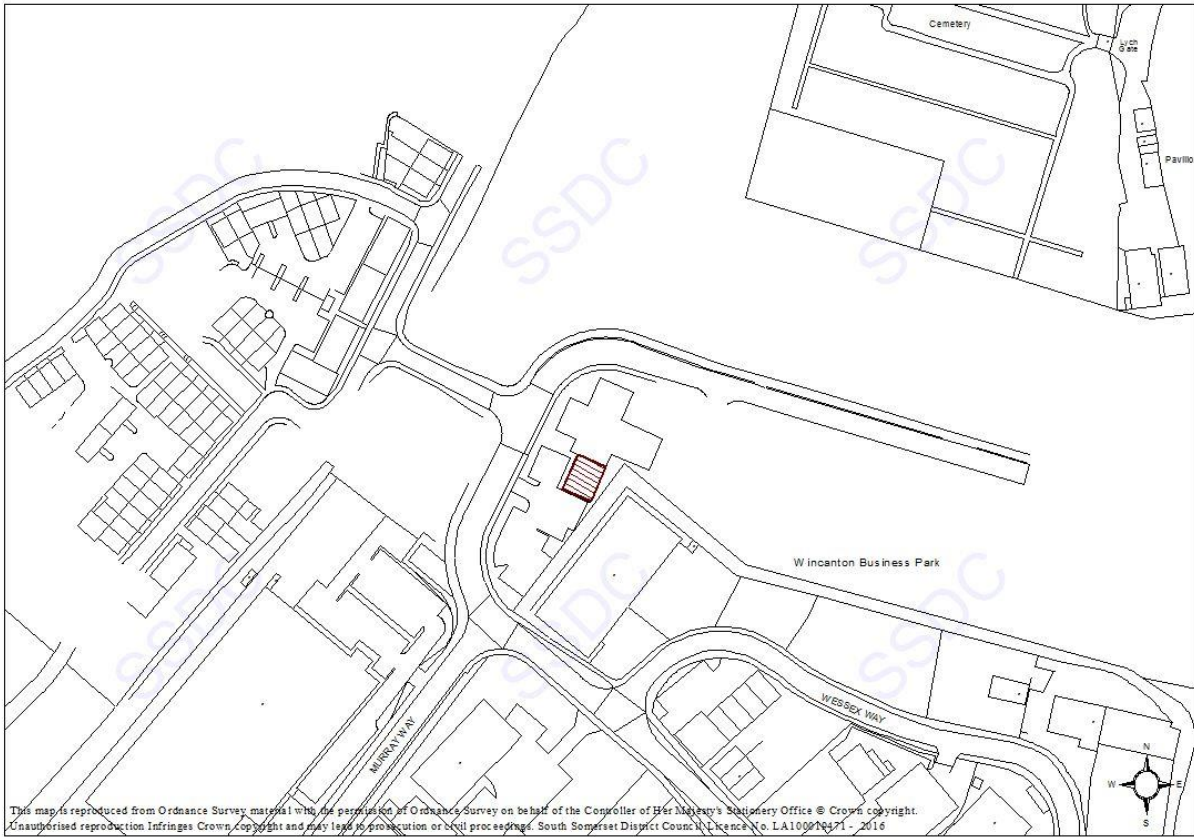 Cemetery
Lych
Gate
Pavilio
SSDC
SSDC
SSDC
Wincanton Business Park
SSDC
SSDC
SSDC
WESSEX WAY
MURRAY WAY
N
W E
S
This map is reproduced from Ordnance Survey material with the permission of Ordnance Survey on behalf of the Controller of Her Majesty's Stationery Office © Crown copyright.
Unauthorised reproduction Infringes Crown copyright and may lead to prosecution or civil proceedings. South Somerset District Council Licence No. LA100019471 - 2016